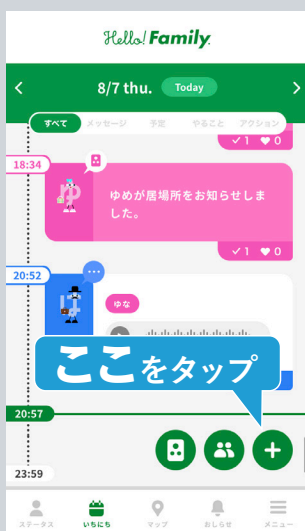 Hello! Family.
8/7 thu. Today
すべて メッセージ 予定 やること アクション
✓1 ♥0
18:34
ゆ
ゆめが居場所をお知らせしま
した。
✓1 ♥0
20:52
は
ゆな
ここをタップ
20:57
23:59
ステータス いちにち マップ おしらせ メニュー